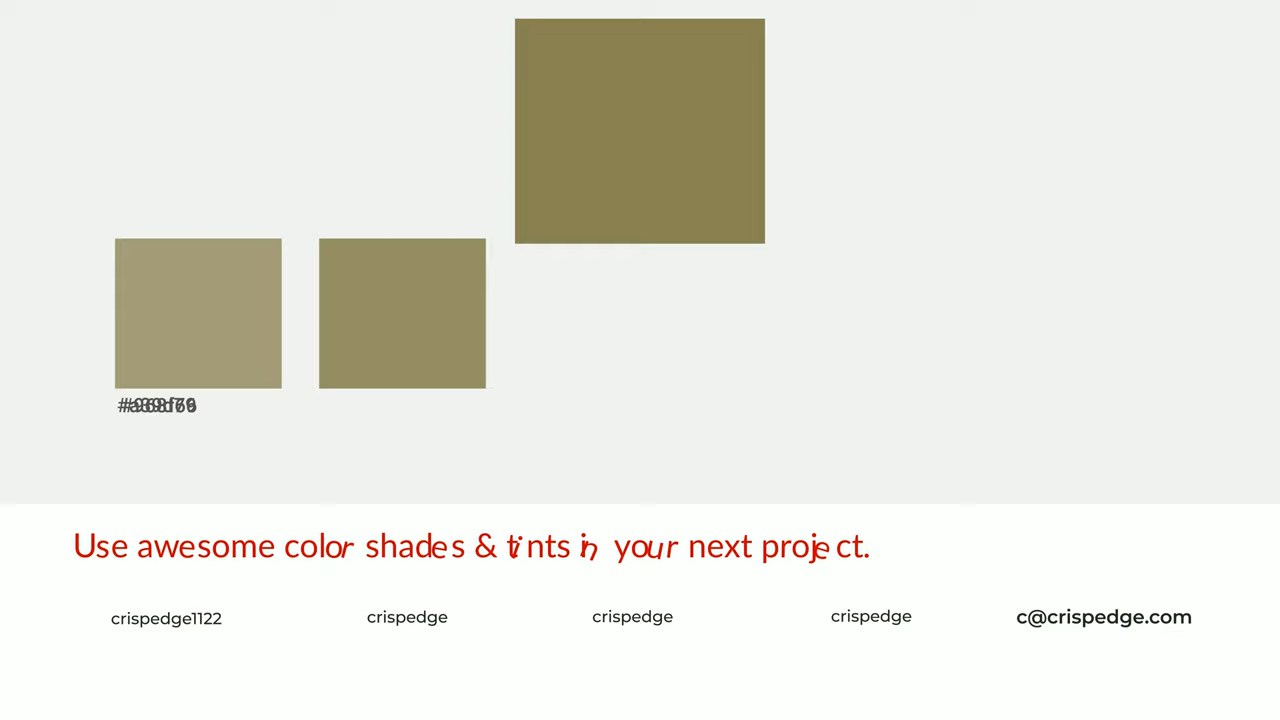 Use awesome color shades & tints in your next project.
crispedge1122 crispedge crispedge crispedge c@crispedge.com